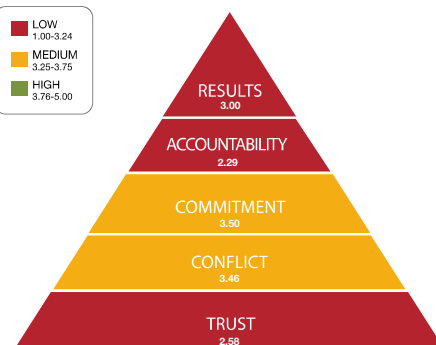 LOW
1.00-3.24
MEDIUM
3.25-3.75
HIGH
3.76-5.00
RESULTS
3.00
ACCOUNTABILITY
2.29
COMMITMENT
3.50
CONFLICT
3.46
TRUST
2.58